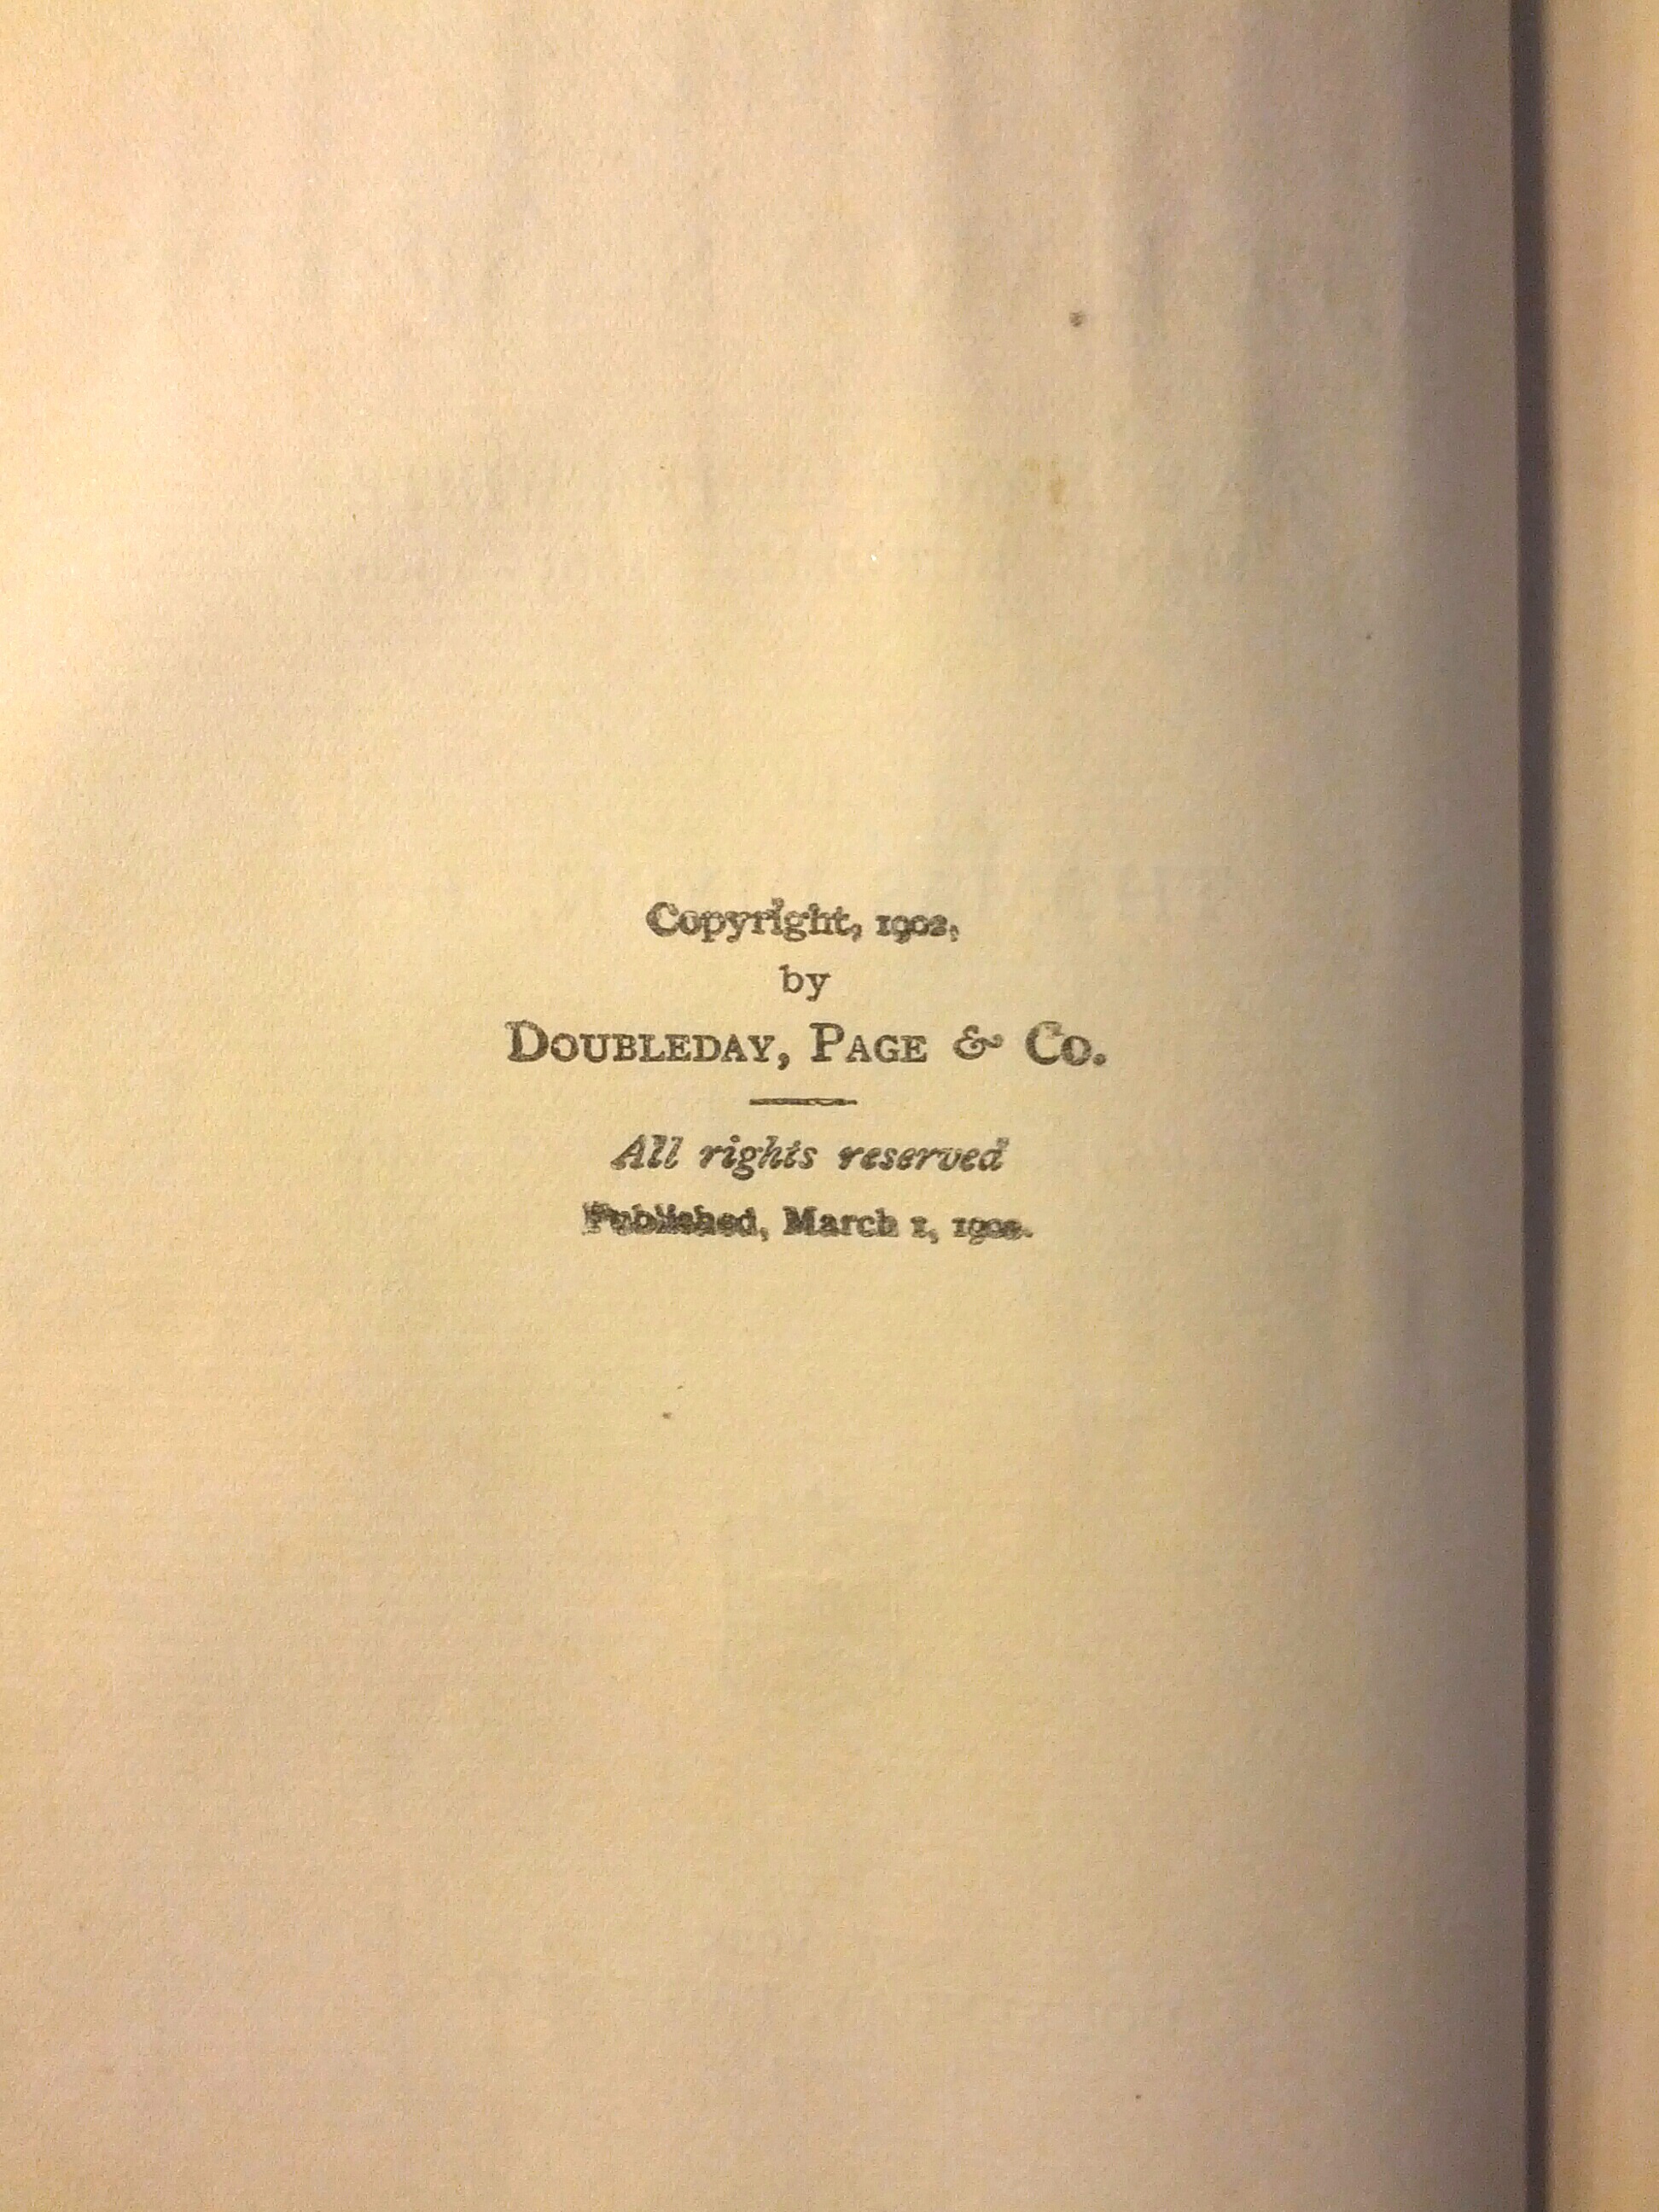 Copyright, 1902,
by
DOUBLEDAY, PAGE & CO.
All rights reserved
Published, March 1, 1902.